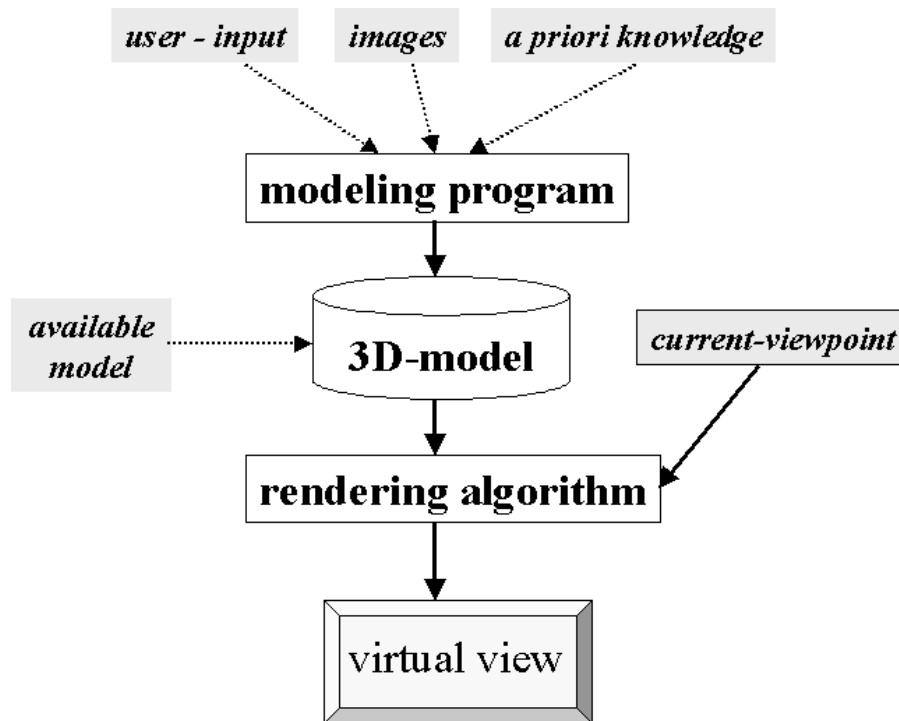 user - input
images
a priori knowledge
modeling program
available
model
3D-model
current-viewpoint
rendering algorithm
virtual view